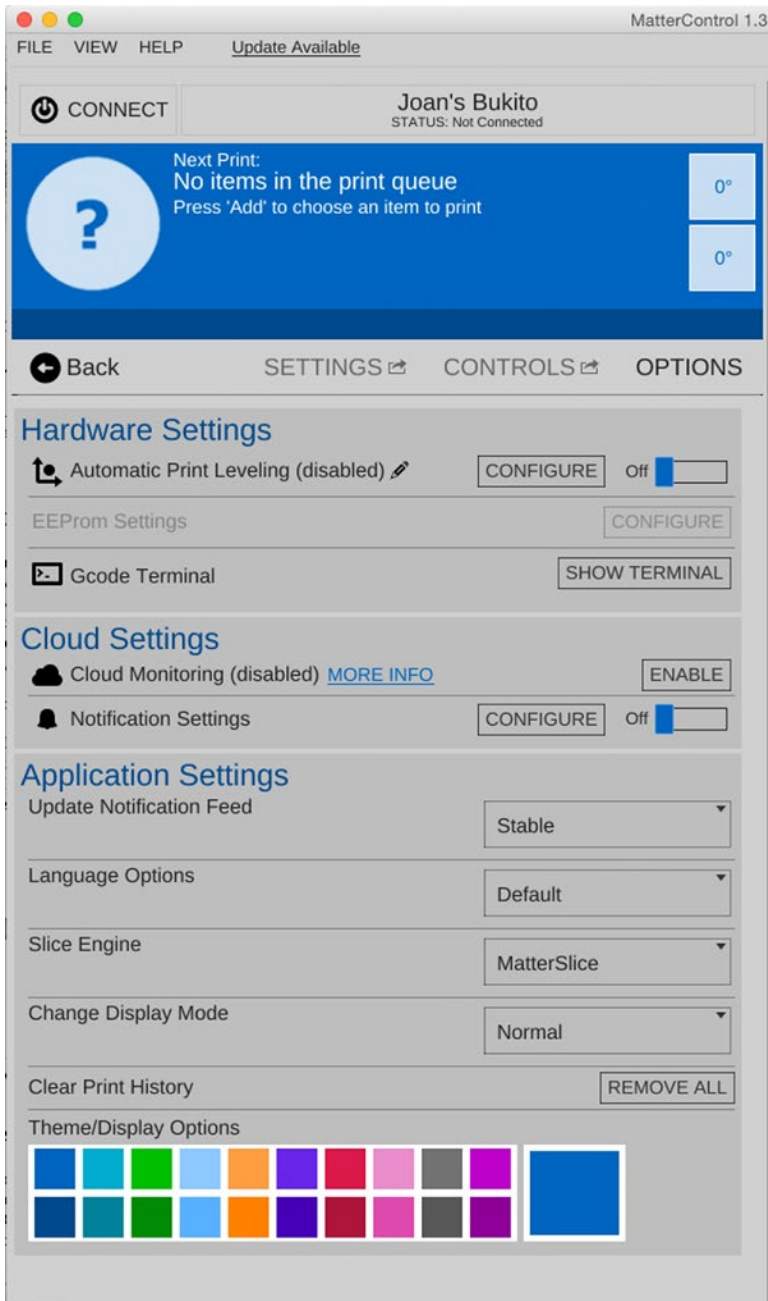 MatterControl 1.3
FILE VIEW HELP Update Available
CONNECT
Joan's Bukito
STATUS: Not Connected
Next Print:
No items in the print queue
Press 'Add' to choose an item to print
0°
0°
?
Back SETTINGS CONTROLS OPTIONS
Hardware Settings
Automatic Print Leveling (disabled) CONFIGURE Off
EEProm Settings CONFIGURE
Gcode Terminal SHOW TERMINAL
Cloud Settings
Cloud Monitoring (disabled) MORE INFO ENABLE
Notification Settings CONFIGURE Off
Application Settings
Update Notification Feed
Stable
Language Options
Default
Slice Engine
MatterSlice
Change Display Mode
Normal
Clear Print History REMOVE ALL
Theme/Display Options